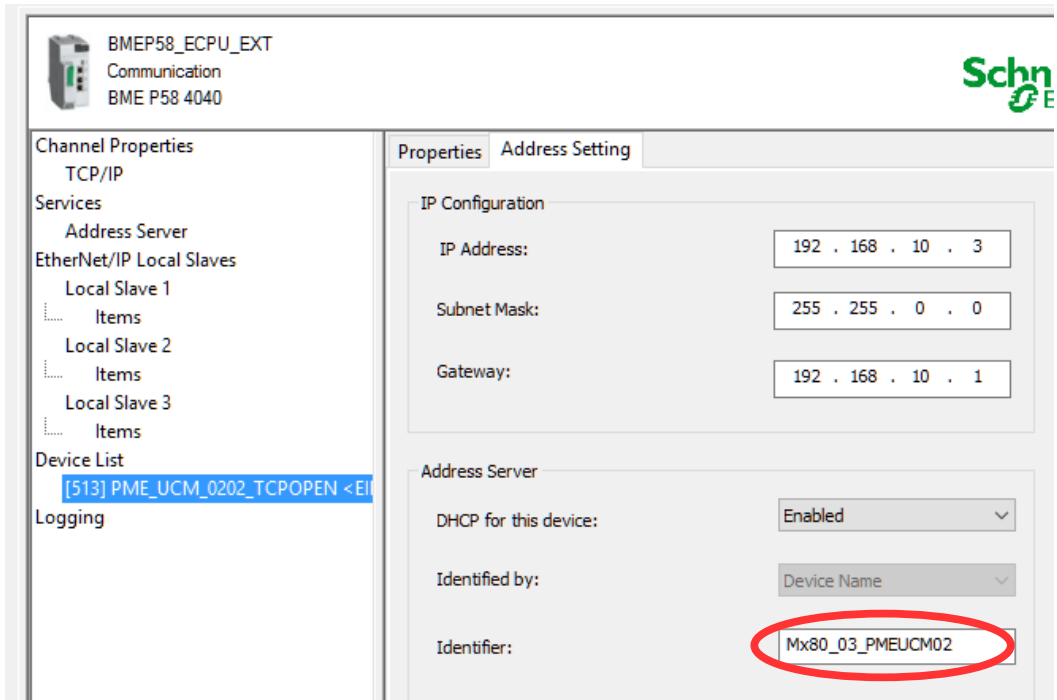 BMEP58_ECPU_EXT
Communication
BME P58 4040
Schn
E
Channel Properties
TCP/IP
Services
Address Server
EtherNet/IP Local Slaves
Local Slave 1
Items
Local Slave 2
Items
Local Slave 3
Items
Device List
[513] PME_UCM_0202_TCPOPEN <EI
Logging
Properties Address Setting
IP Configuration
IP Address: 192 . 168 . 10 . 3
Subnet Mask: 255 . 255 . 0 . 0
Gateway: 192 . 168 . 10 . 1
Address Server
DHCP for this device: Enabled
Identified by: Device Name
Identifier: Mx80_03_PMEUCM02